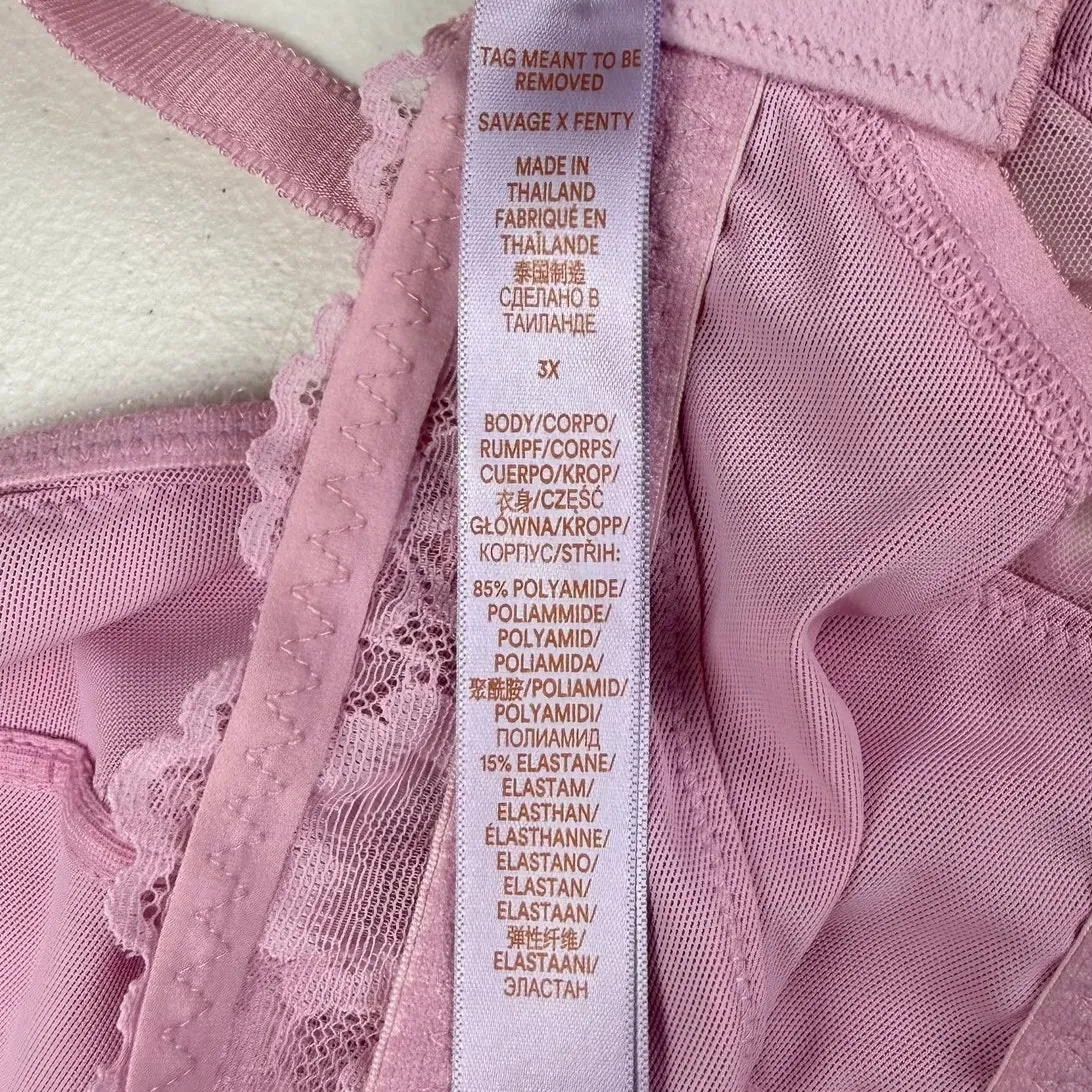 TAG MEANT TO BE
REMOVED
SAVAGE X FENTY
MADE IN
THAILAND
FABRIQUÉ EN
THAÏLANDE
泰国制造
СДЕЛАНО В
ТАИЛАНДЕ
3X
BODY/CORPO/
RUMPF/CORPS/
CUERPO/KROP/
衣身/CZĘŚĆ
GŁÓWNA/KROPP/
КОРПУС/STŘIH:
85% POLYAMIDE/
POLIAMMIDE/
POLYAMID/
POLIAMIDA/
聚酰胺/POLIAMID/
POLYAMIDI/
ПОЛИАМИД
15% ELASTANE/
ELASTAM/
ELASTHAN/
ÉLASTHANNE/
ELASTANO/
ELASTAN/
ELASTAAN/
弹性纤维/
ELASTAANI/
ЭЛАСТАН